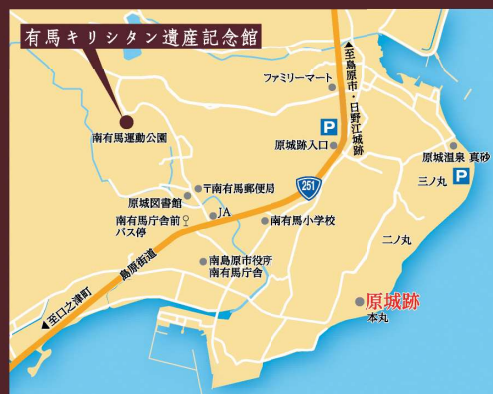 有馬キリシタン遺産記念館
▲至島原市・日野江城跡
ファミリーマート
南有馬運動公園
P
原城跡入口
原城温泉 真砂
P
三ノ丸
251
〒南有馬郵便局
原城図書館
JA
南有馬庁舎前
バス停
南有馬小学校
二ノ丸
島原街道
南島原市役所
南有馬庁舎
▲至口之津町
原城跡
本丸